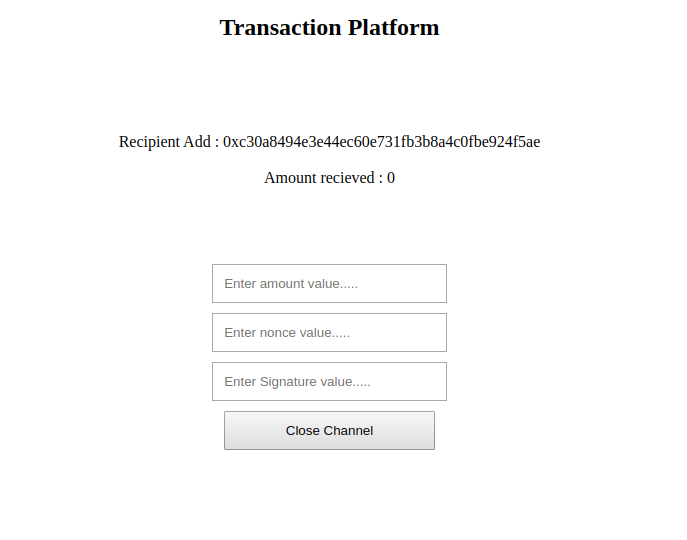 Transaction Platform
Recipient Add : 0xc30a8494e3e44ec60e731fb3b8a4c0fbe924f5ae
Amount recieved : 0
Enter amount value.....
Enter nonce value.....
Enter Signature value.....
Close Channel